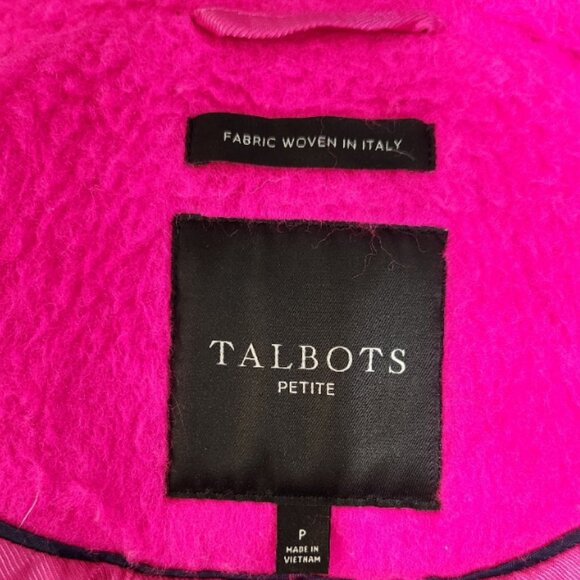 FABRIC WOVEN IN ITALY
TALBOTS
PETITE
P
MADE IN
VIETNAM